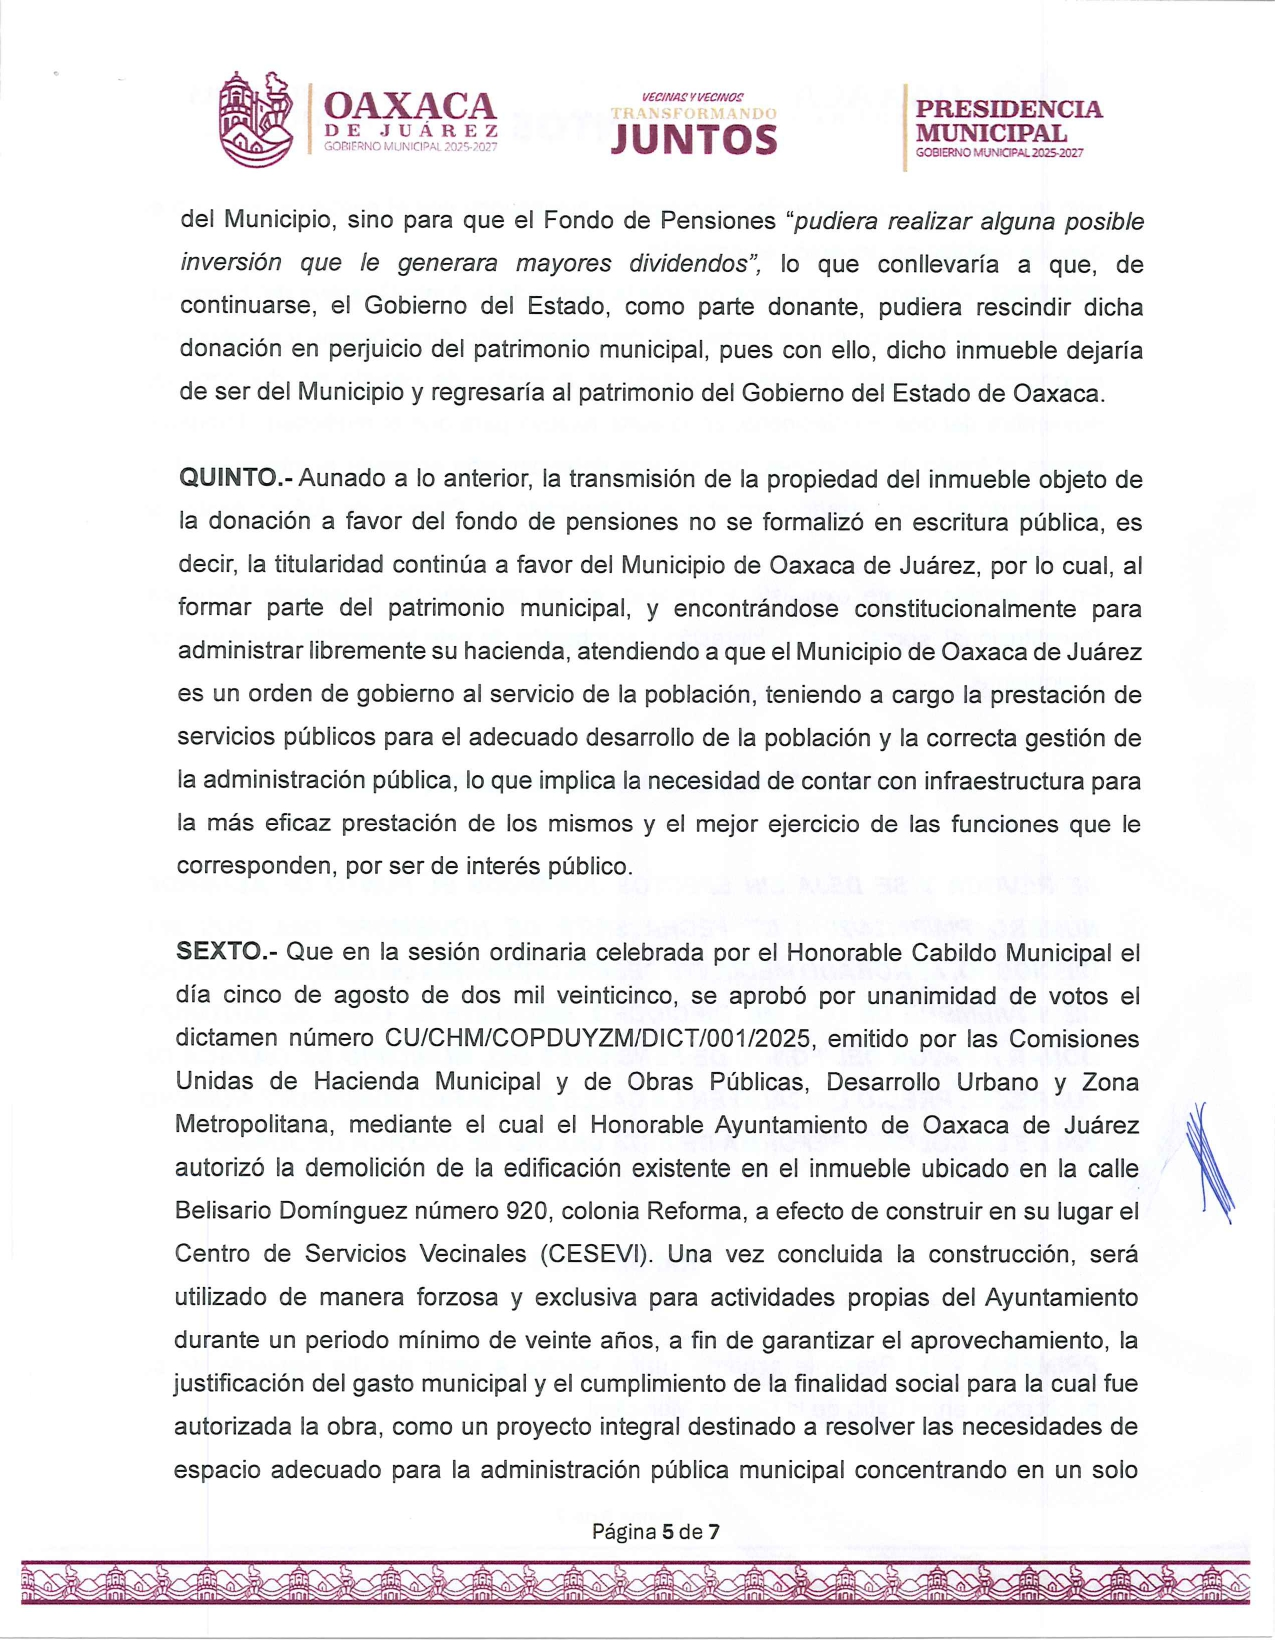 OAXACA
DE JUÁREZ
GOBIERNO MUNICIPAL 2025-2027
VECINAS Y VECINOS
TRANSFORMANDO
JUNTOS
PRESIDENCIA
MUNICIPAL
GOBIERNO MUNICIPAL 2025-2027
del Municipio, sino para que el Fondo de Pensiones “pudiera realizar alguna posible
inversión que le generara mayores dividendos”, lo que conllevaría a que, de
continuarse, el Gobierno del Estado, como parte donante, pudiera rescindir dicha
donación en perjuicio del patrimonio municipal, pues con ello, dicho inmueble dejaría
de ser del Municipio y regresaría al patrimonio del Gobierno del Estado de Oaxaca.
QUINTO.- Aunado a lo anterior, la transmisión de la propiedad del inmueble objeto de
la donación a favor del fondo de pensiones no se formalizó en escritura pública, es
decir, la titularidad continúa a favor del Municipio de Oaxaca de Juárez, por lo cual, al
formar parte del patrimonio municipal, y encontrándose constitucionalmente para
administrar libremente su hacienda, atendiendo a que el Municipio de Oaxaca de Juárez
es un orden de gobierno al servicio de la población, teniendo a cargo la prestación de
servicios públicos para el adecuado desarrollo de la población y la correcta gestión de
la administración pública, lo que implica la necesidad de contar con infraestructura para
la más eficaz prestación de los mismos y el mejor ejercicio de las funciones que le
corresponden, por ser de interés público.
SEXTO.- Que en la sesión ordinaria celebrada por el Honorable Cabildo Municipal el
día cinco de agosto de dos mil veinticinco, se aprobó por unanimidad de votos el
dictamen número CU/CHM/COPDUYZM/DICT/001/2025, emitido por las Comisiones
Unidas de Hacienda Municipal y de Obras Públicas, Desarrollo Urbano y Zona
Metropolitana, mediante el cual el Honorable Ayuntamiento de Oaxaca de Juárez
autorizó la demolición de la edificación existente en el inmueble ubicado en la calle
Belisario Domínguez número 920, colonia Reforma, a efecto de construir en su lugar el
Centro de Servicios Vecinales (CESEVI). Una vez concluida la construcción, será
utilizado de manera forzosa y exclusiva para actividades propias del Ayuntamiento
durante un periodo mínimo de veinte años, a fin de garantizar el aprovechamiento, la
justificación del gasto municipal y el cumplimiento de la finalidad social para la cual fue
autorizada la obra, como un proyecto integral destinado a resolver las necesidades de
espacio adecuado para la administración pública municipal concentrando en un solo
Página 5 de 7